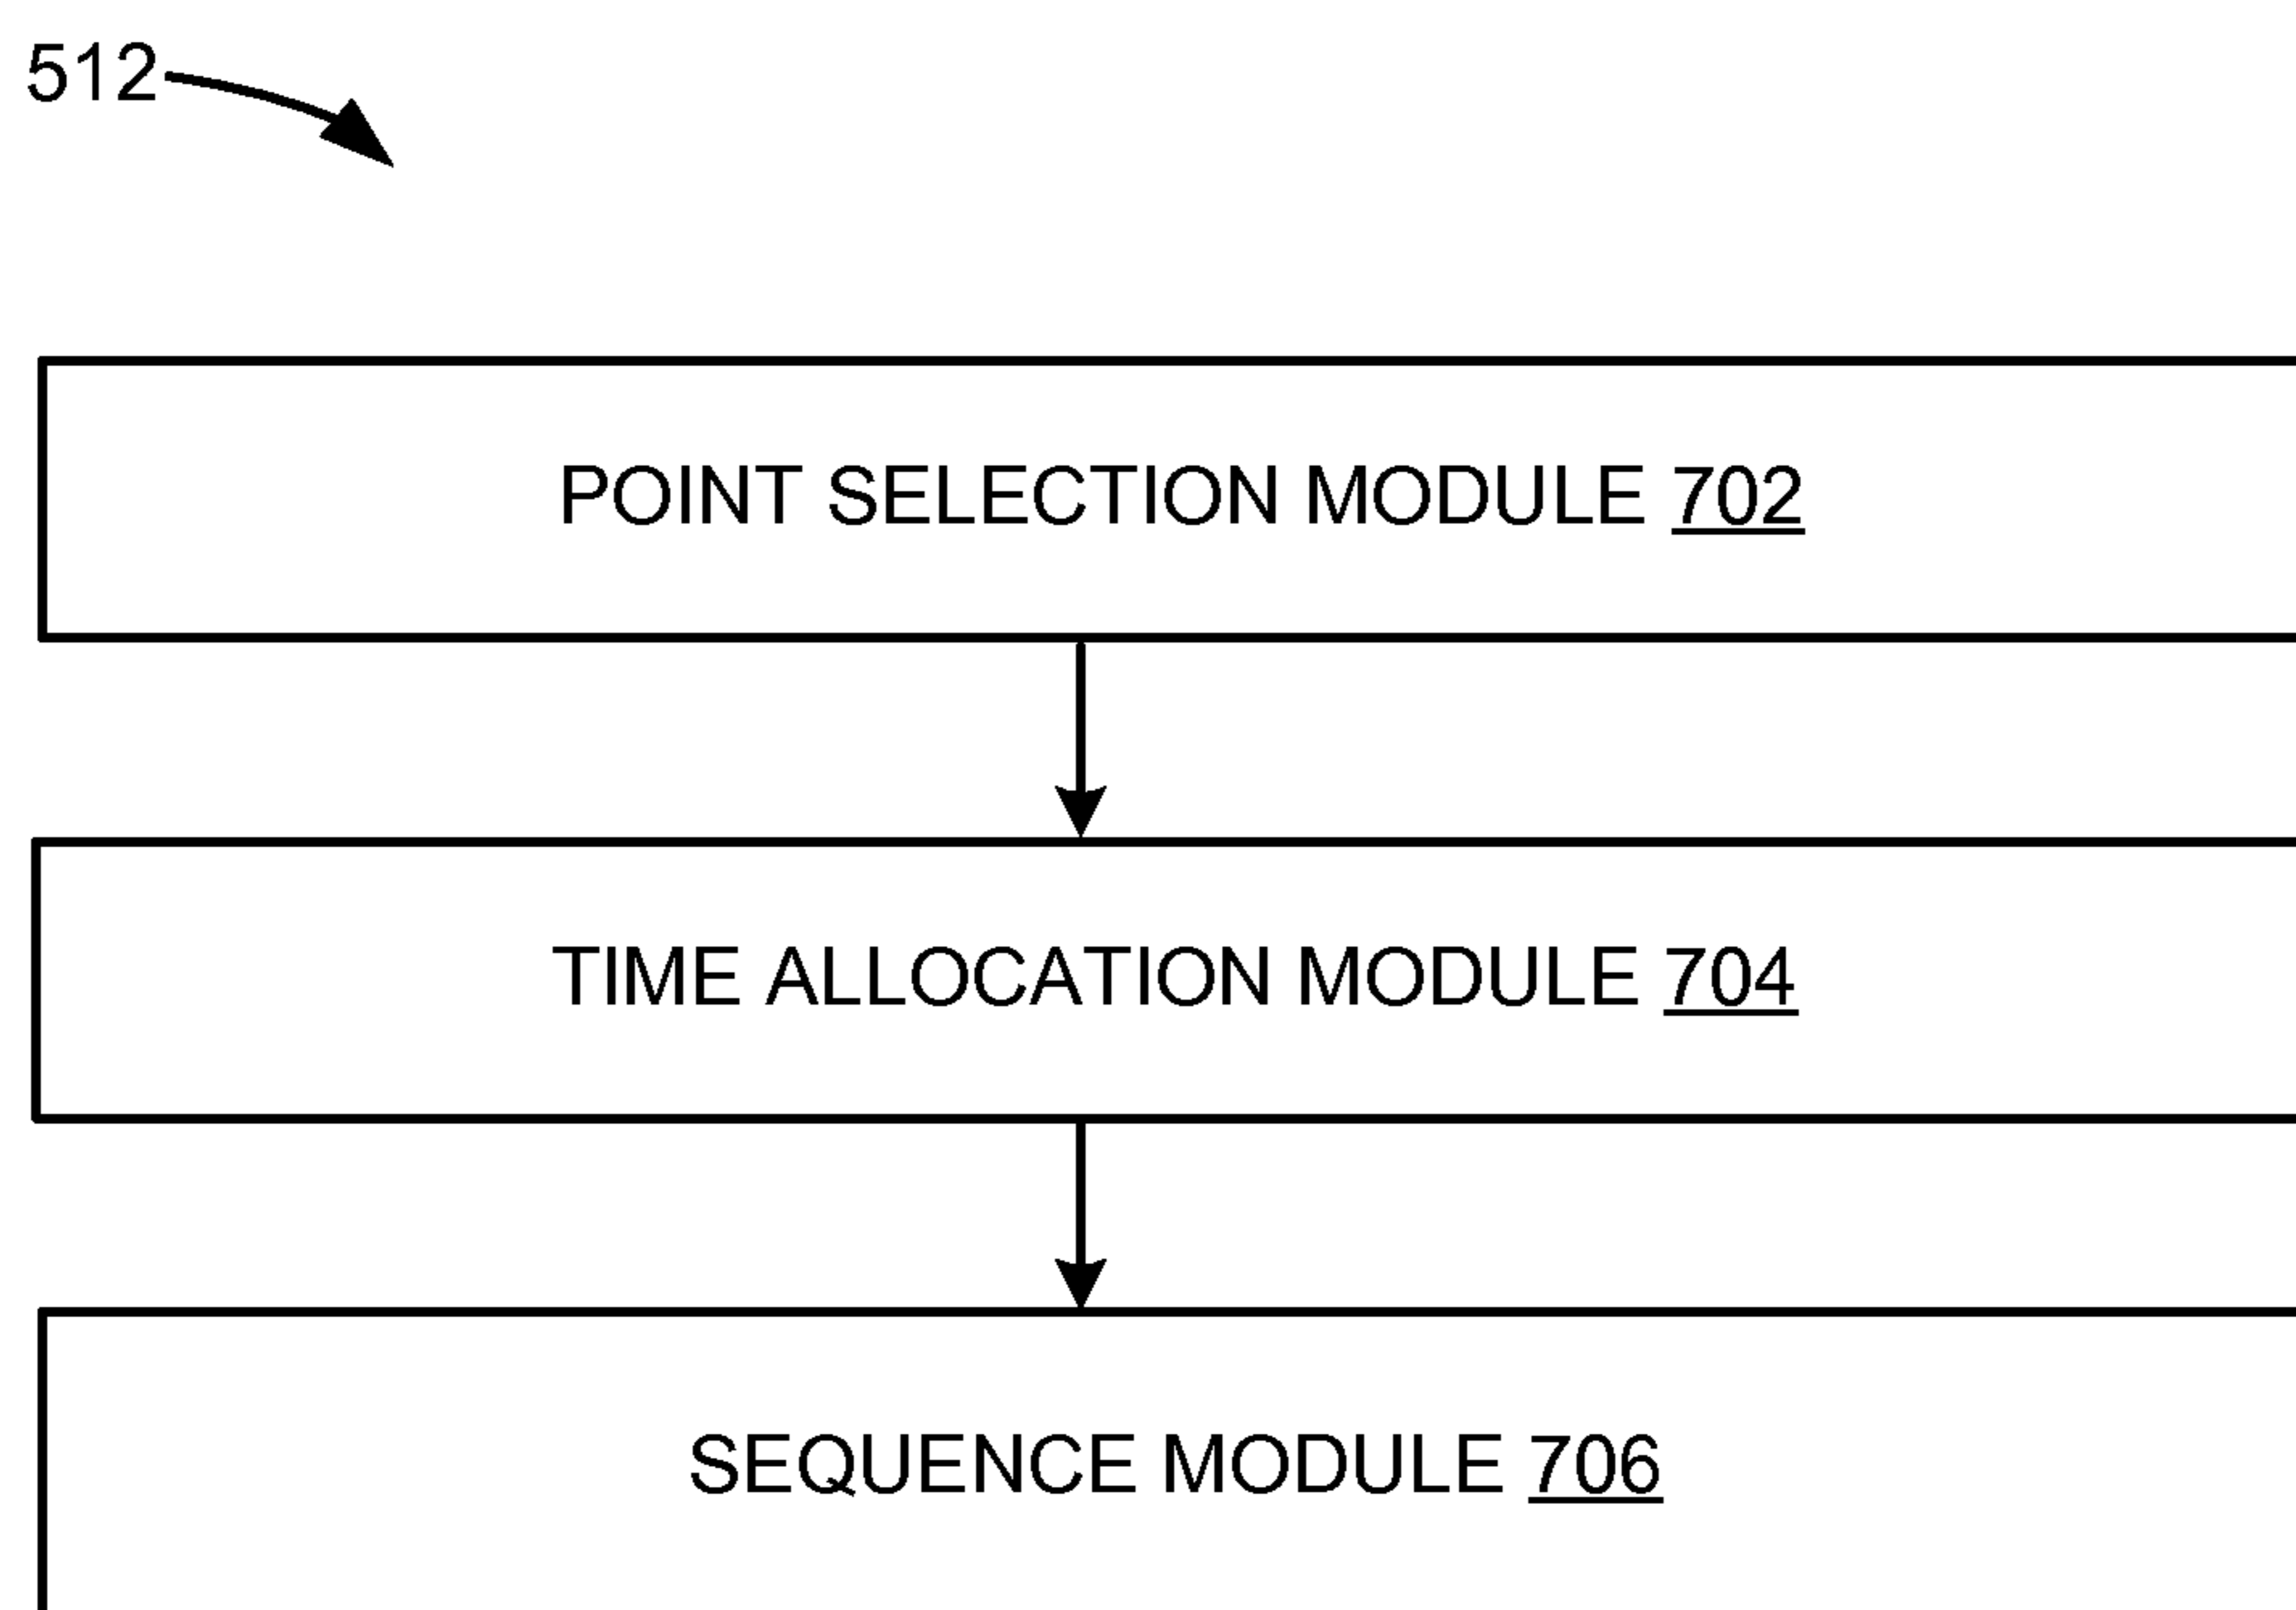 512
POINT SELECTION MODULE 702
TIME ALLOCATION MODULE 704
SEQUENCE MODULE 706